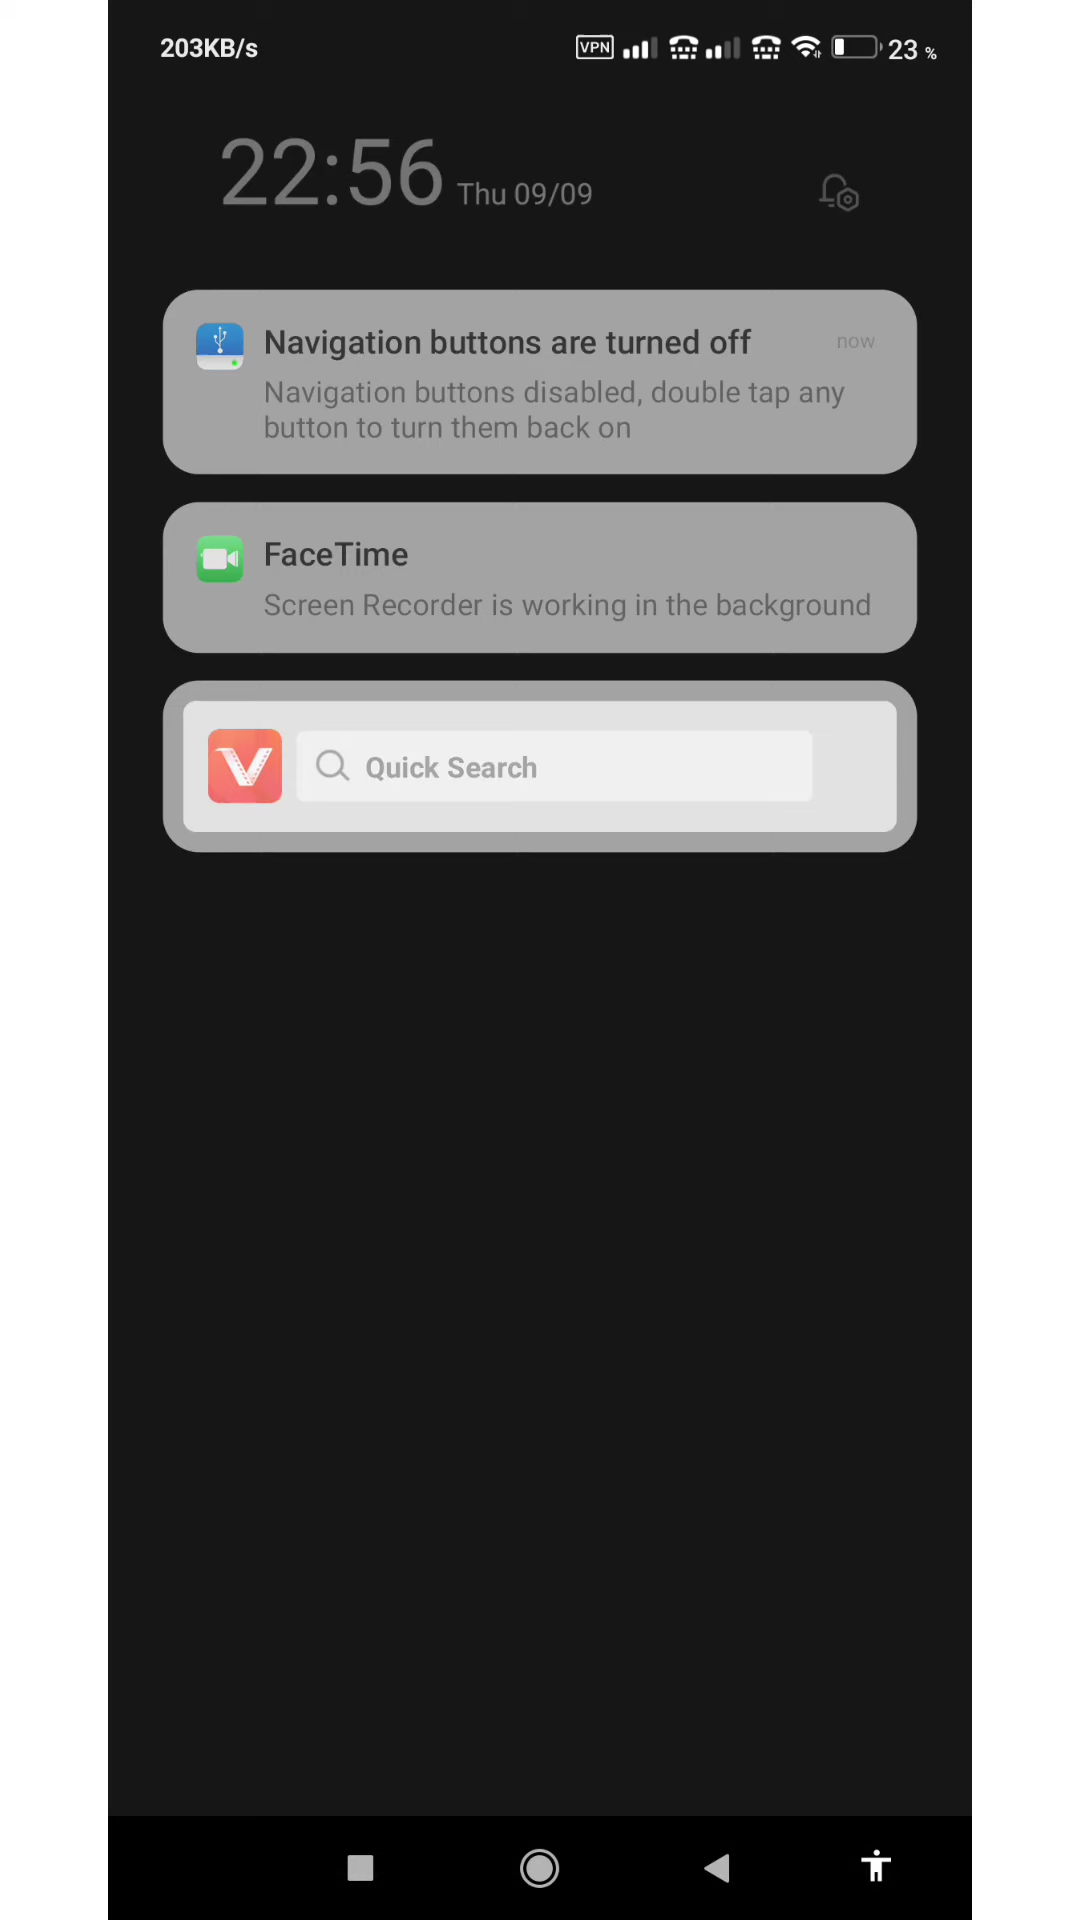 203KB/s
VPN
23 %
22:56 Thu 09/09
Navigation buttons are turned off
now
Navigation buttons disabled, double tap any
button to turn them back on
FaceTime
Screen Recorder is working in the background
Quick Search